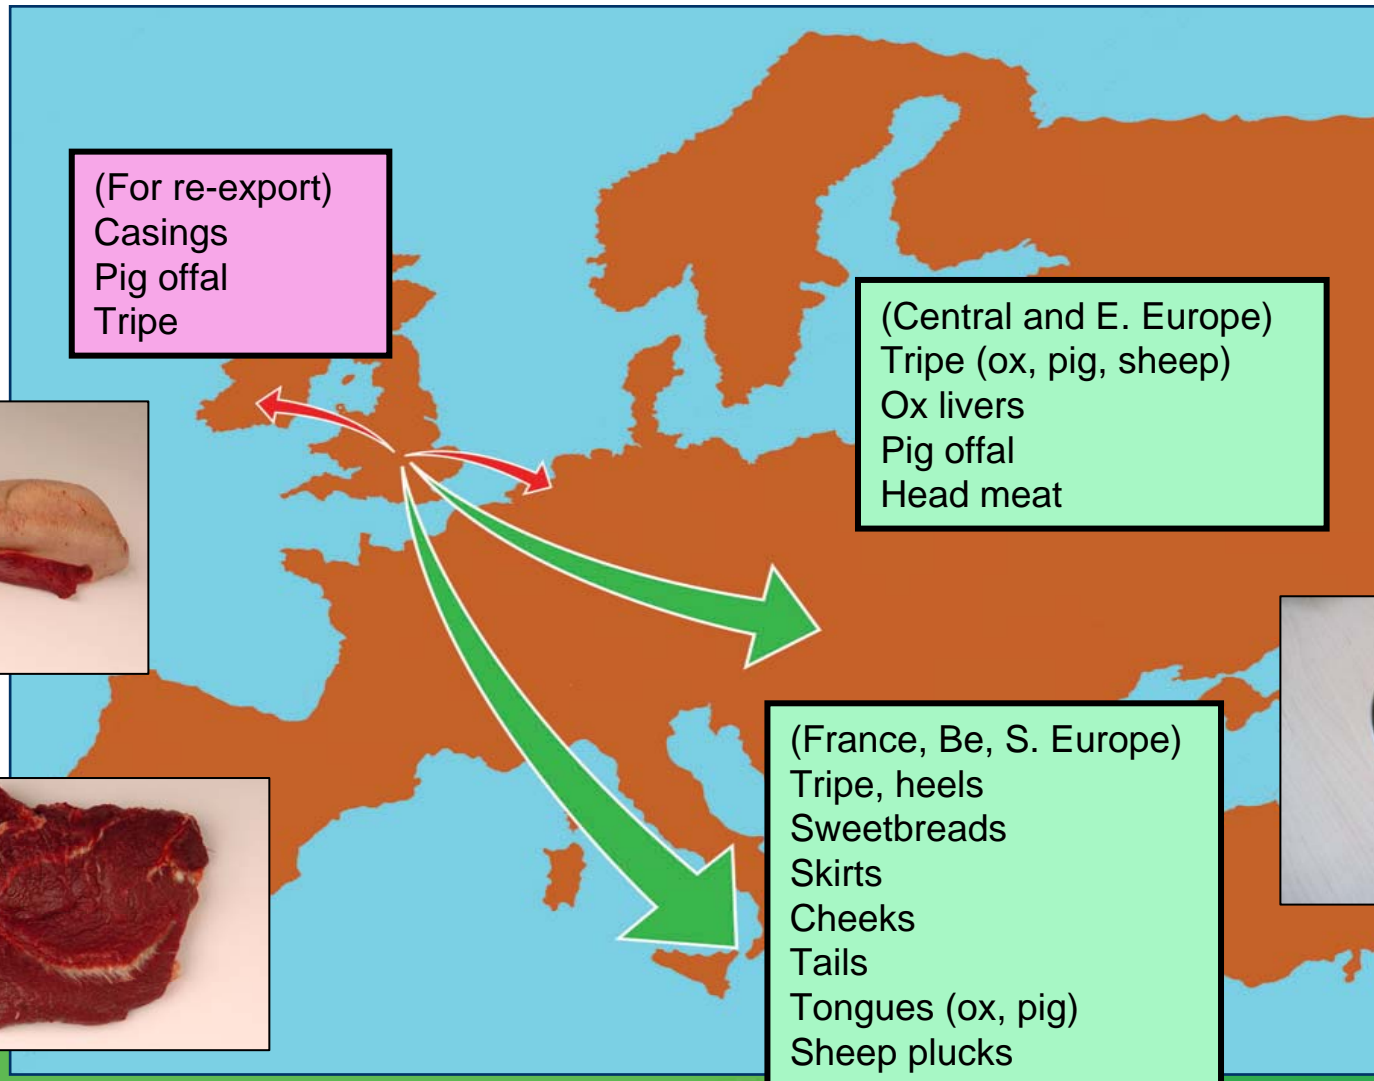 (For re-export)
Casings
Pig offal
Tripe
(Central and E. Europe)
Tripe (ox, pig, sheep)
Ox livers
Pig offal
Head meat
(France, Be, S. Europe)
Tripe, heels
Sweetbreads
Skirts
Cheeks
Tails
Tongues (ox, pig)
Sheep plucks